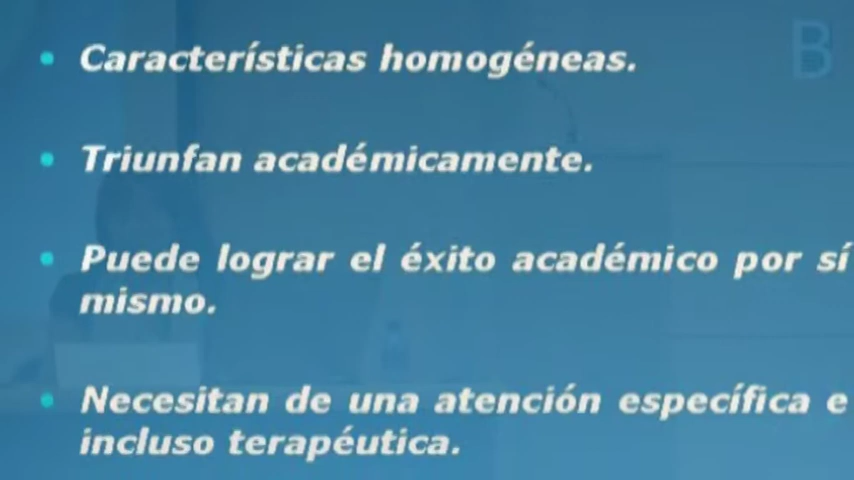 B
Características homogéneas.
Triunfan académicamente.
Puede lograr el éxito académico por sí
mismo.
Necesitan de una atención específica e
incluso terapéutica.